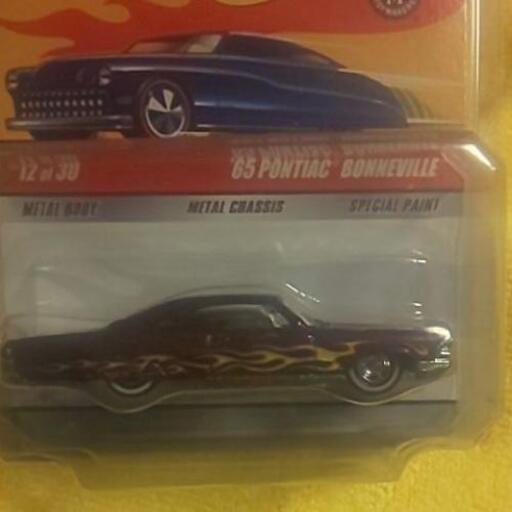 12 of 30 '65 PONTIAC BONNEVILLE
METAL BODY METAL CHASSIS SPECIAL PAINT